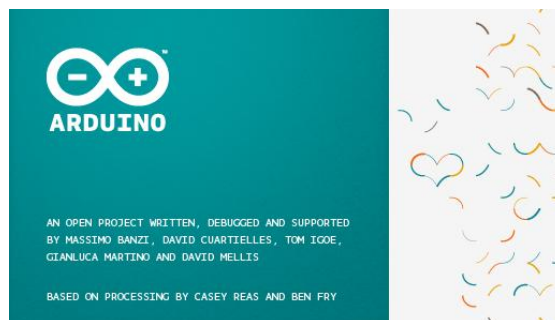 ARDUINO
AN OPEN PROJECT WRITTEN, DEBUGGED AND SUPPORTED
BY MASSIMO BANZI, DAVID CUARTIELLES, TOM IGOE,
GIANLUCA MARTINO AND DAVID MELLIS
BASED ON PROCESSING BY CASEY REAS AND BEN FRY